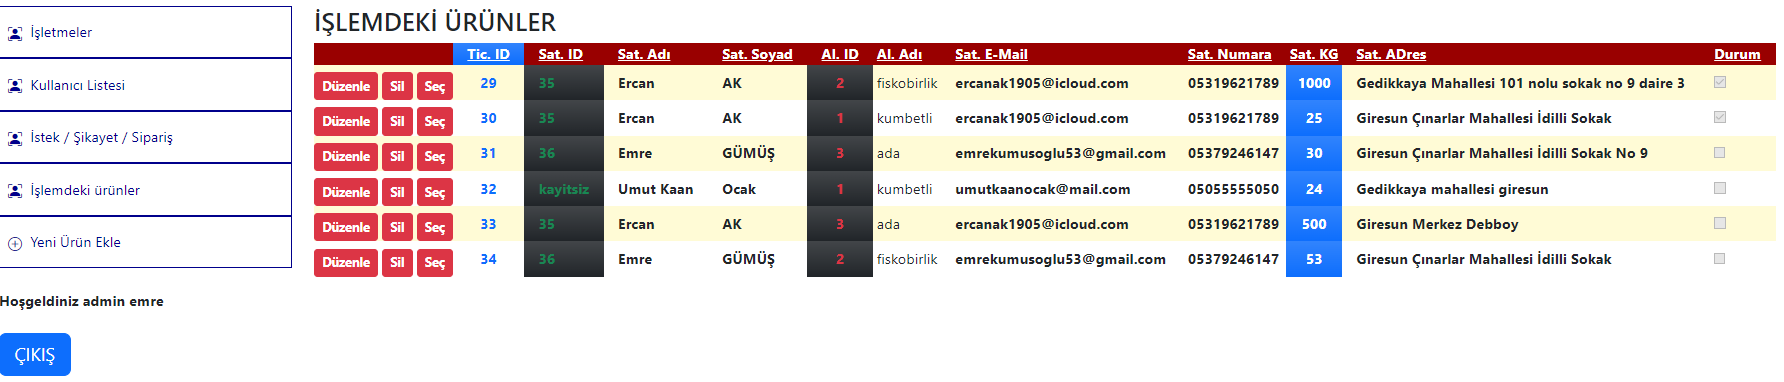 İşletmeler
Kullanıcı Listesi
İstek / Şikayet / Sipariş
İşlemdeki ürünler
Yeni Ürün Ekle
Hoşgeldiniz admin emre
ÇIKIŞ
İŞLEMDEKİ ÜRÜNLER
Tic. ID Sat. ID Sat. Adı Sat. Soyad Al. ID Al. Adı Sat. E-Mail Sat. Numara Sat. KG Sat. ADres Durum
Düzenle Sil Seç 29 35 Ercan AK 2 fiskobirlik ercanak1905@icloud.com 05319621789 1000 Gedikkaya Mahallesi 101 nolu sokak no 9 daire 3
Düzenle Sil Seç 30 35 Ercan AK 1 kumbetli ercanak1905@icloud.com 05319621789 25 Giresun Çınarlar Mahallesi İdilli Sokak
Düzenle Sil Seç 31 36 Emre GÜMÜŞ 3 ada emrekumusoglu53@gmail.com 05379246147 30 Giresun Çınarlar Mahallesi İdilli Sokak No 9
Düzenle Sil Seç 32 kayitsiz Umut Kaan Ocak 1 kumbetli umutkaanocak@mail.com 05055555050 24 Gedikkaya mahallesi giresun
Düzenle Sil Seç 33 35 Ercan AK 3 ada ercanak1905@icloud.com 05319621789 500 Giresun Merkez Debboy
Düzenle Sil Seç 34 36 Emre GÜMÜŞ 2 fiskobirlik emrekumusoglu53@gmail.com 05379246147 53 Giresun Çınarlar Mahallesi İdilli Sokak